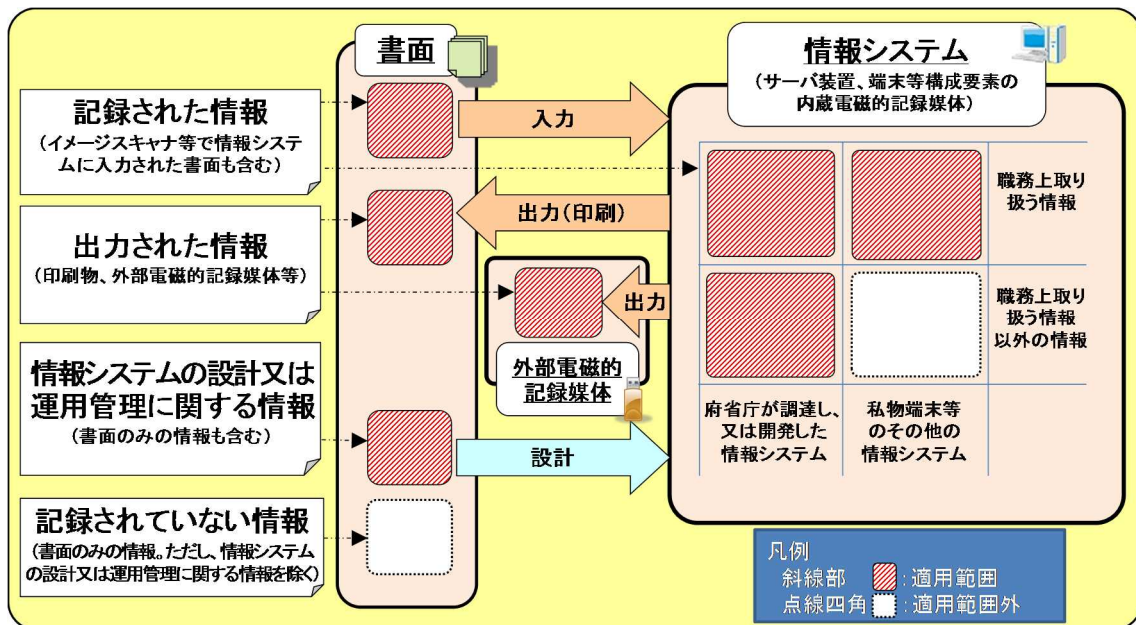 書面
記録された情報
(イメージスキャナ等で情報システ
ムに入力された書面も含む)
出力された情報
(印刷物、外部電磁的記録媒体等)
情報システムの設計又は
運用管理に関する情報
(書面のみの情報も含む)
記録されていない情報
(書面のみの情報。ただし、情報システム
の設計又は運用管理に関する情報を除く)
入力
出力(印刷)
出力
外部電磁的
記録媒体
設計
情報システム
(サーバ装置、端末等構成要素の
内蔵電磁的記録媒体)
職務上取り
扱う情報
職務上取り
扱う情報
以外の情報
府省庁が調達し、
又は開発した
情報システム
私物端末等
のその他の
情報システム
凡例
斜線部 :適用範囲
点線四角 :適用範囲外